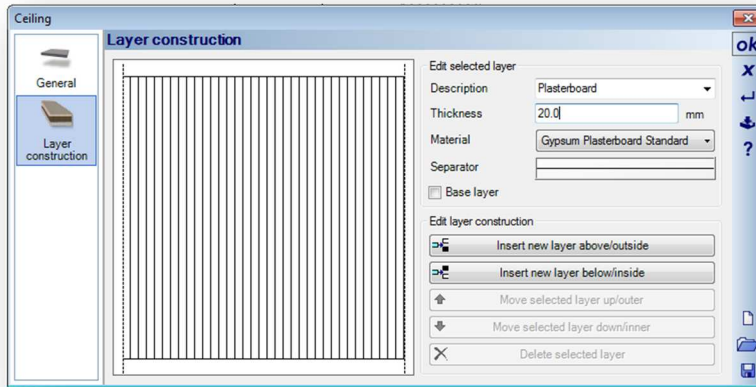 Ceiling
Layer construction
General
Layer
construction
Edit selected layer
Description Plasterboard
Thickness 20.0 mm
Material Gypsum Plasterboard Standard
Separator
Base layer
Edit layer construction
Insert new layer above/outside
Insert new layer below/inside
Move selected layer up/outer
Move selected layer down/inner
Delete selected layer
ok
x
?